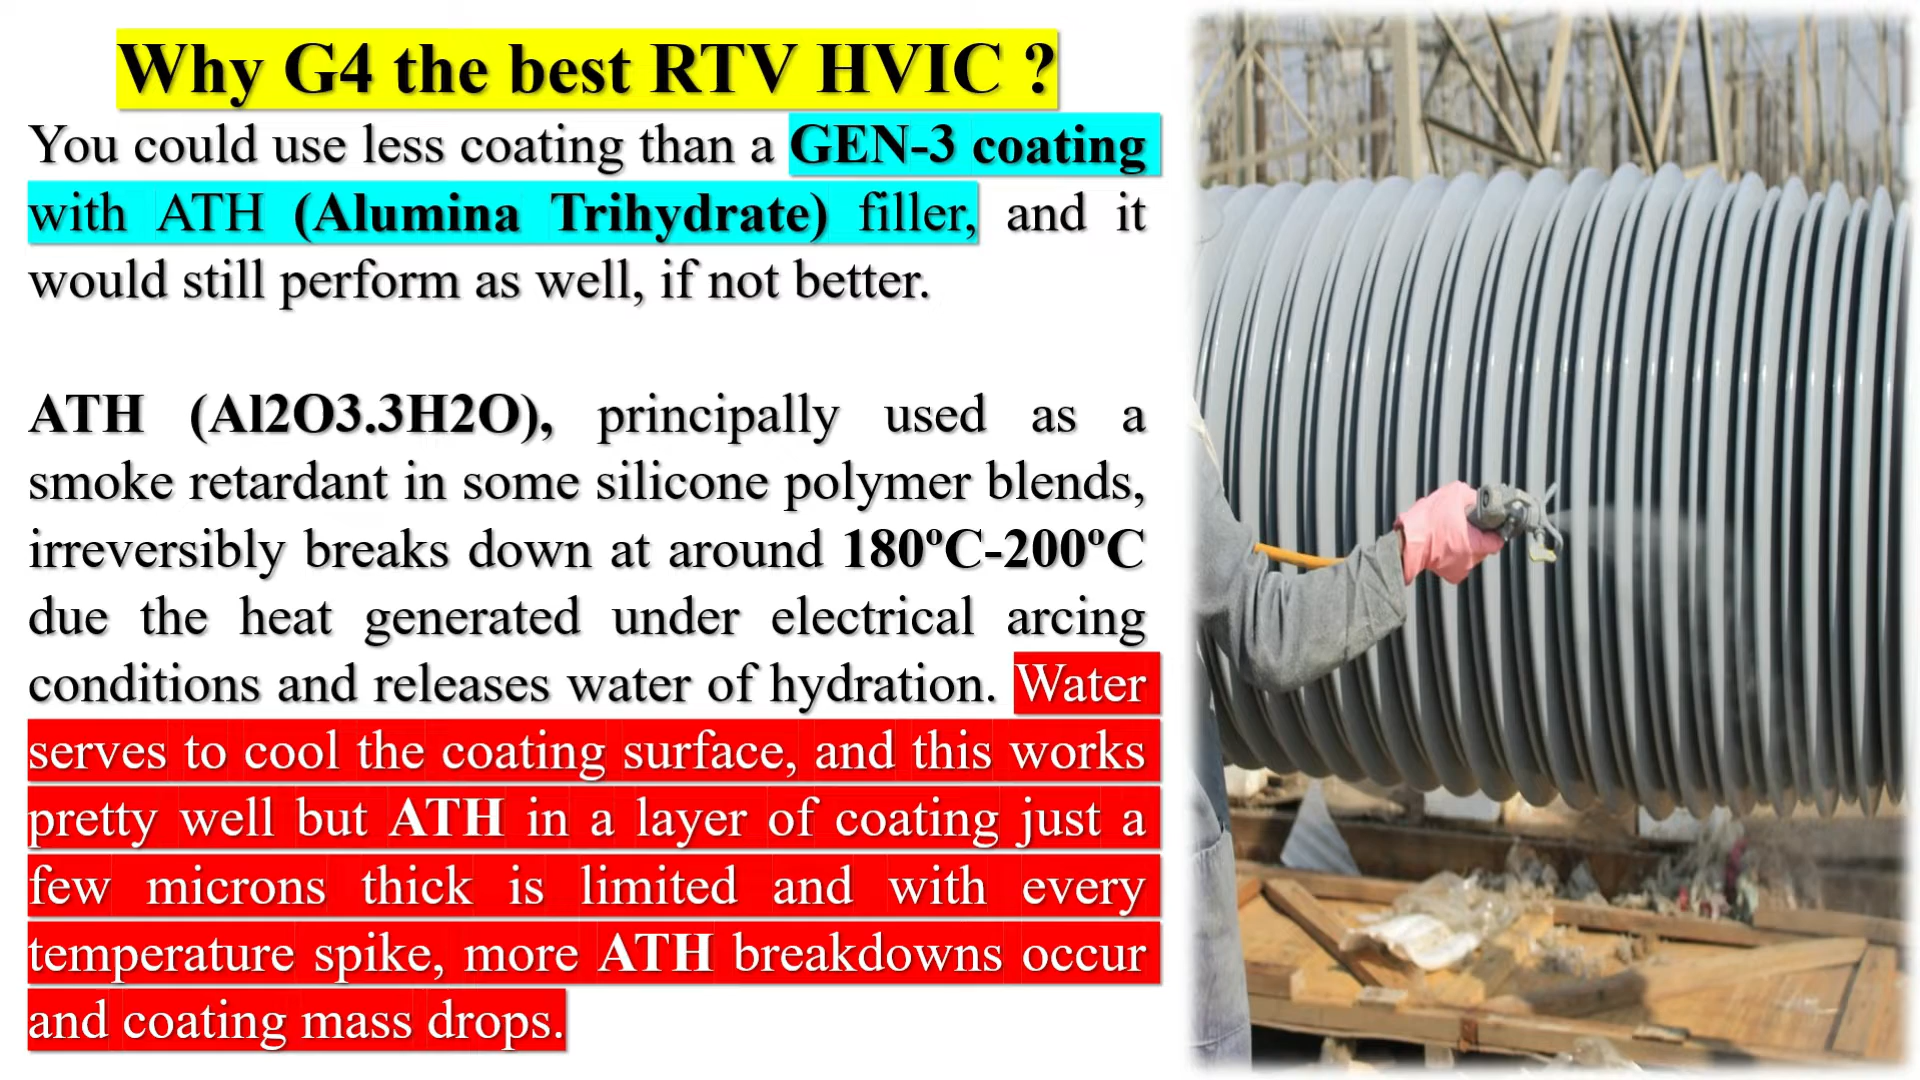 Why G4 the best RTV HVIC ?
You could use less coating than a GEN-3 coating
with ATH (Alumina Trihydrate) filler, and it
would still perform as well, if not better.
ATH (Al2O3.3H2O), principally used as a
smoke retardant in some silicone polymer blends,
irreversibly breaks down at around 180ºC-200ºC
due the heat generated under electrical arcing
conditions and releases water of hydration. Water
serves to cool the coating surface, and this works
pretty well but ATH in a layer of coating just a
few microns thick is limited and with every
temperature spike, more ATH breakdowns occur
and coating mass drops.